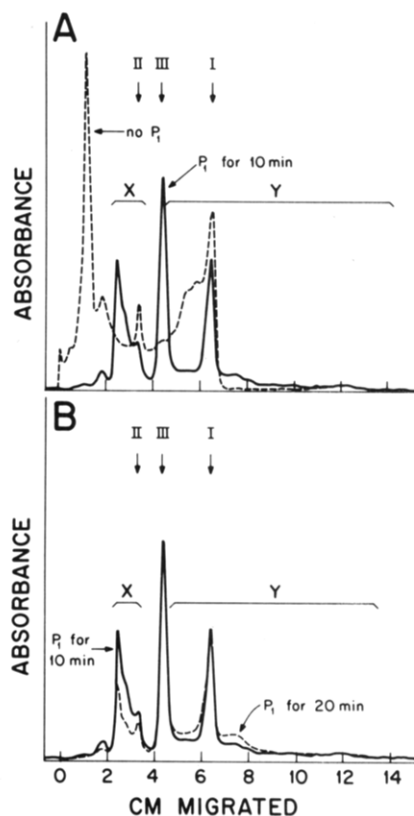 A
II III I
no P₁
P₁ for 10 min
X Y
ABSORBANCE
B
II III I
X Y
P₁ for
10 min
P₁ for 20 min
ABSORBANCE
0 2 4 6 8 10 12 14
CM MIGRATED